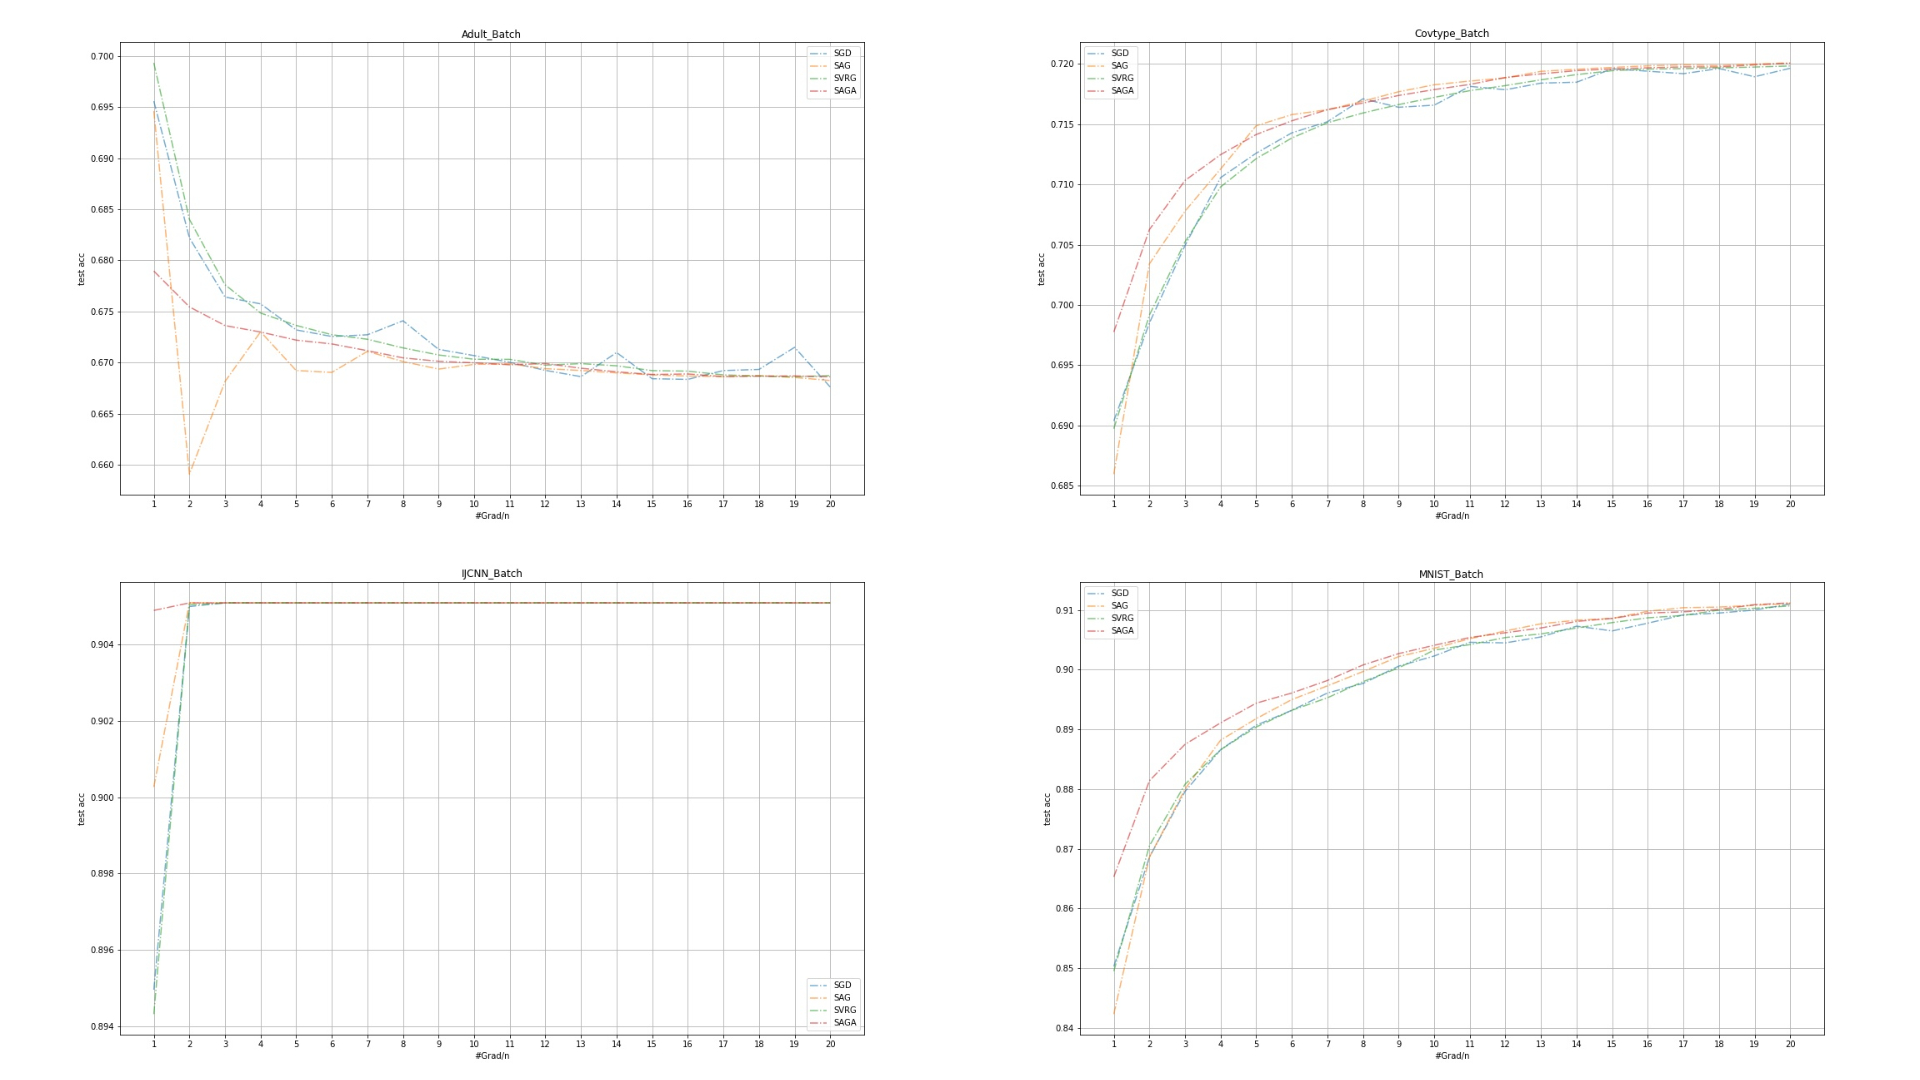 Adult_Batch
0.700
0.695
0.690
0.685
0.680
0.675
0.670
0.665
0.660
test acc
SGD
SAG
SVRG
SAGA
1 2 3 4 5 6 7 8 9 10 11 12 13 14 15 16 17 18 19 20
#Grad/n
Covtype_Batch
0.720
0.715
0.710
0.705
0.700
0.695
0.690
0.685
test acc
SGD
SAG
SVRG
SAGA
1 2 3 4 5 6 7 8 9 10 11 12 13 14 15 16 17 18 19 20
#Grad/n
IJCNN_Batch
0.904
0.902
0.900
0.898
0.896
0.894
test acc
SGD
SAG
SVRG
SAGA
1 2 3 4 5 6 7 8 9 10 11 12 13 14 15 16 17 18 19 20
#Grad/n
MNIST_Batch
0.91
0.90
0.89
0.88
0.87
0.86
0.85
0.84
test acc
SGD
SAG
SVRG
SAGA
1 2 3 4 5 6 7 8 9 10 11 12 13 14 15 16 17 18 19 20
#Grad/n